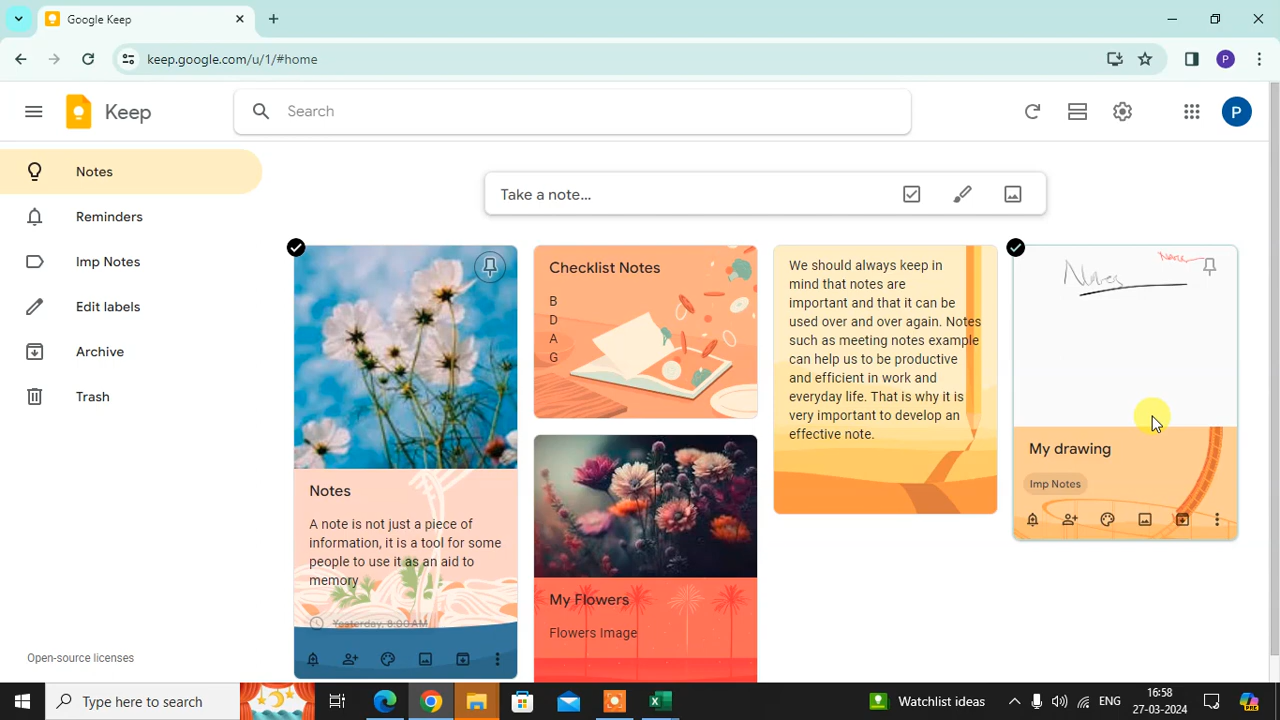 Google Keep
keep.google.com/u/1/#home
P
Keep
Search
P
Notes
Reminders
Imp Notes
Edit labels
Archive
Trash
Open-source licenses
Take a note...
Notes
A note is not just a piece of
information, it is a tool for some
people to use it as an aid to
memory
Yesterday, 8:00 AM
Checklist Notes
B
D
A
G
My Flowers
Flowers Image
We should always keep in
mind that notes are
important and that it can be
used over and over again. Notes
such as meeting notes example
can help us to be productive
and efficient in work and
everyday life. That is why it is
very important to develop an
effective note.
Notes
My drawing
Imp Notes
Type here to search
Watchlist ideas
ENG
16:58
27-03-2024